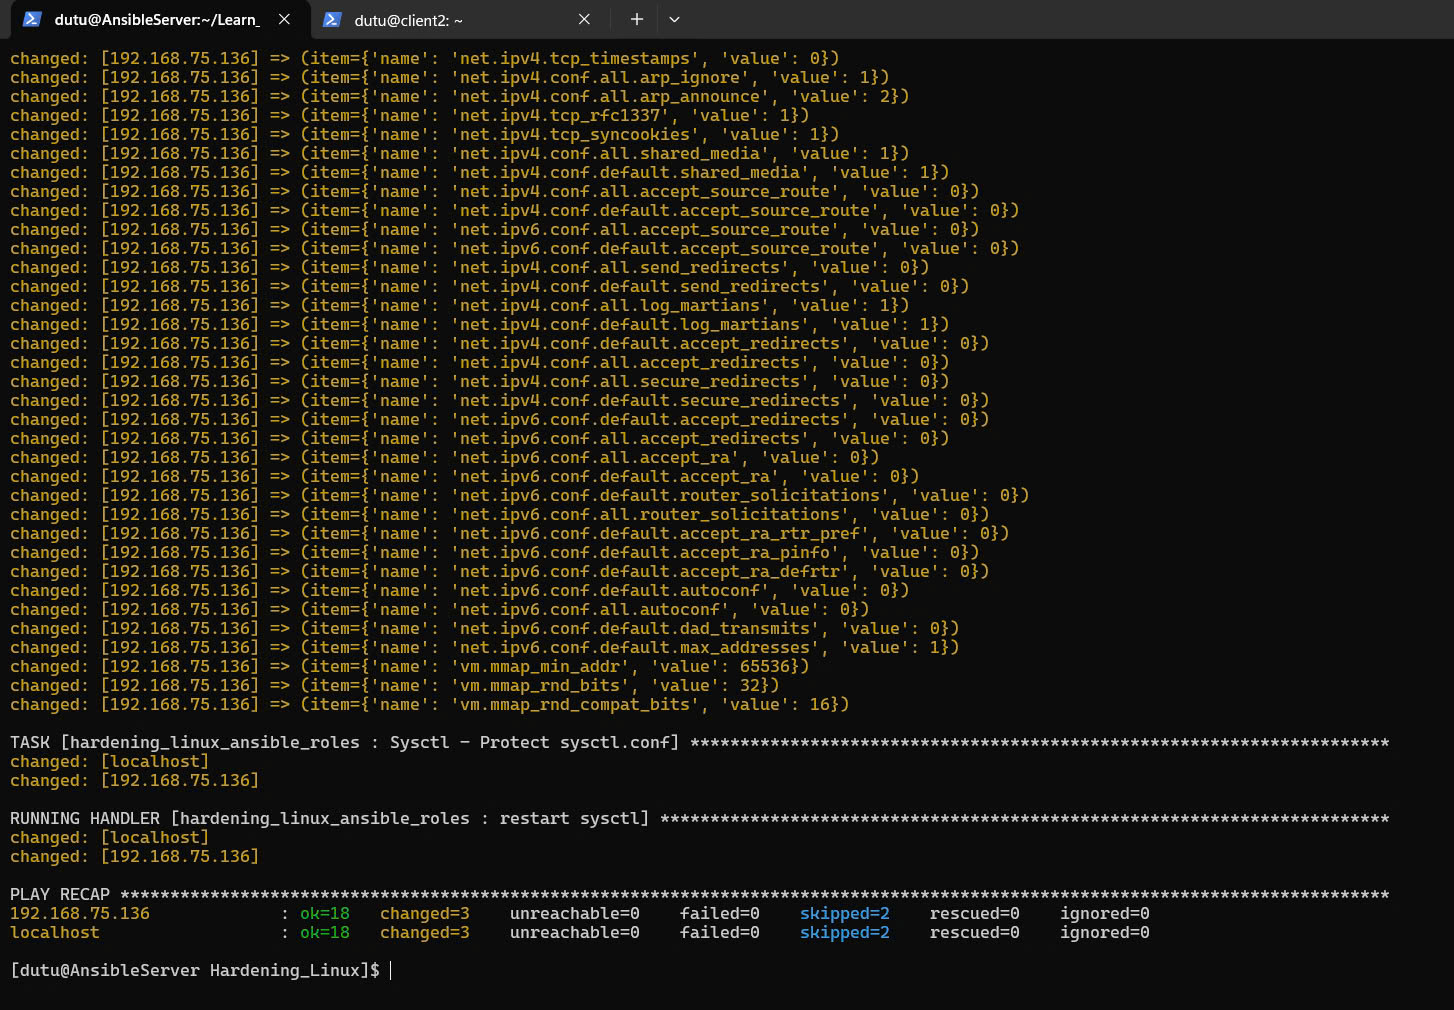 dutu@AnsibleServer:~/Learn_
dutu@client2: ~
changed: [192.168.75.136] => (item={'name': 'net.ipv4.tcp_timestamps', 'value': 0})
changed: [192.168.75.136] => (item={'name': 'net.ipv4.conf.all.arp_ignore', 'value': 1})
changed: [192.168.75.136] => (item={'name': 'net.ipv4.conf.all.arp_announce', 'value': 2})
changed: [192.168.75.136] => (item={'name': 'net.ipv4.tcp_rfc1337', 'value': 1})
changed: [192.168.75.136] => (item={'name': 'net.ipv4.tcp_syncookies', 'value': 1})
changed: [192.168.75.136] => (item={'name': 'net.ipv4.conf.all.shared_media', 'value': 1})
changed: [192.168.75.136] => (item={'name': 'net.ipv4.conf.default.shared_media', 'value': 1})
changed: [192.168.75.136] => (item={'name': 'net.ipv4.conf.all.accept_source_route', 'value': 0})
changed: [192.168.75.136] => (item={'name': 'net.ipv4.conf.default.accept_source_route', 'value': 0})
changed: [192.168.75.136] => (item={'name': 'net.ipv6.conf.all.accept_source_route', 'value': 0})
changed: [192.168.75.136] => (item={'name': 'net.ipv6.conf.default.accept_source_route', 'value': 0})
changed: [192.168.75.136] => (item={'name': 'net.ipv4.conf.all.send_redirects', 'value': 0})
changed: [192.168.75.136] => (item={'name': 'net.ipv4.conf.default.send_redirects', 'value': 0})
changed: [192.168.75.136] => (item={'name': 'net.ipv4.conf.all.log_martians', 'value': 1})
changed: [192.168.75.136] => (item={'name': 'net.ipv4.conf.default.log_martians', 'value': 1})
changed: [192.168.75.136] => (item={'name': 'net.ipv4.conf.default.accept_redirects', 'value': 0})
changed: [192.168.75.136] => (item={'name': 'net.ipv4.conf.all.accept_redirects', 'value': 0})
changed: [192.168.75.136] => (item={'name': 'net.ipv4.conf.all.secure_redirects', 'value': 0})
changed: [192.168.75.136] => (item={'name': 'net.ipv4.conf.default.secure_redirects', 'value': 0})
changed: [192.168.75.136] => (item={'name': 'net.ipv6.conf.default.accept_redirects', 'value': 0})
changed: [192.168.75.136] => (item={'name': 'net.ipv6.conf.all.accept_redirects', 'value': 0})
changed: [192.168.75.136] => (item={'name': 'net.ipv6.conf.all.accept_ra', 'value': 0})
changed: [192.168.75.136] => (item={'name': 'net.ipv6.conf.default.accept_ra', 'value': 0})
changed: [192.168.75.136] => (item={'name': 'net.ipv6.conf.default.router_solicitations', 'value': 0})
changed: [192.168.75.136] => (item={'name': 'net.ipv6.conf.all.router_solicitations', 'value': 0})
changed: [192.168.75.136] => (item={'name': 'net.ipv6.conf.default.accept_ra_rtr_pref', 'value': 0})
changed: [192.168.75.136] => (item={'name': 'net.ipv6.conf.default.accept_ra_pinfo', 'value': 0})
changed: [192.168.75.136] => (item={'name': 'net.ipv6.conf.default.accept_ra_defrtr', 'value': 0})
changed: [192.168.75.136] => (item={'name': 'net.ipv6.conf.default.autoconf', 'value': 0})
changed: [192.168.75.136] => (item={'name': 'net.ipv6.conf.all.autoconf', 'value': 0})
changed: [192.168.75.136] => (item={'name': 'net.ipv6.conf.default.dad_transmits', 'value': 0})
changed: [192.168.75.136] => (item={'name': 'net.ipv6.conf.default.max_addresses', 'value': 1})
changed: [192.168.75.136] => (item={'name': 'vm.mmap_min_addr', 'value': 65536})
changed: [192.168.75.136] => (item={'name': 'vm.mmap_rnd_bits', 'value': 32})
changed: [192.168.75.136] => (item={'name': 'vm.mmap_rnd_compat_bits', 'value': 16})
TASK [hardening_linux_ansible_roles : Sysctl – Protect sysctl.conf] **********************************************************************
changed: [localhost]
changed: [192.168.75.136]
RUNNING HANDLER [hardening_linux_ansible_roles : restart sysctl] *************************************************************************
changed: [localhost]
changed: [192.168.75.136]
PLAY RECAP *******************************************************************************************************************************
192.168.75.136 : ok=18 changed=3 unreachable=0 failed=0 skipped=2 rescued=0 ignored=0
localhost : ok=18 changed=3 unreachable=0 failed=0 skipped=2 rescued=0 ignored=0
[dutu@AnsibleServer Hardening_Linux]$